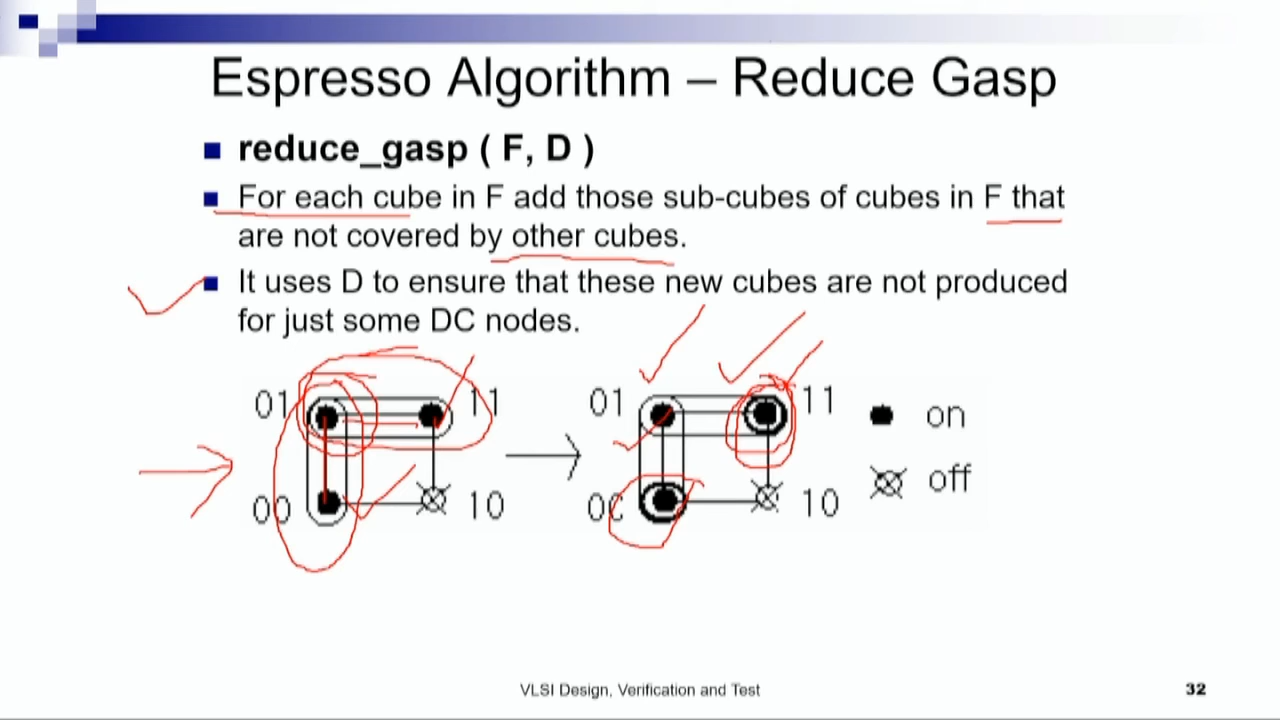 Espresso Algorithm – Reduce Gasp
reduce_gasp ( F, D )
For each cube in F add those sub-cubes of cubes in F that
are not covered by other cubes.
It uses D to ensure that these new cubes are not produced
for just some DC nodes.
01 11 01 11 on
00 10 00 10 off
VLSI Design, Verification and Test 32